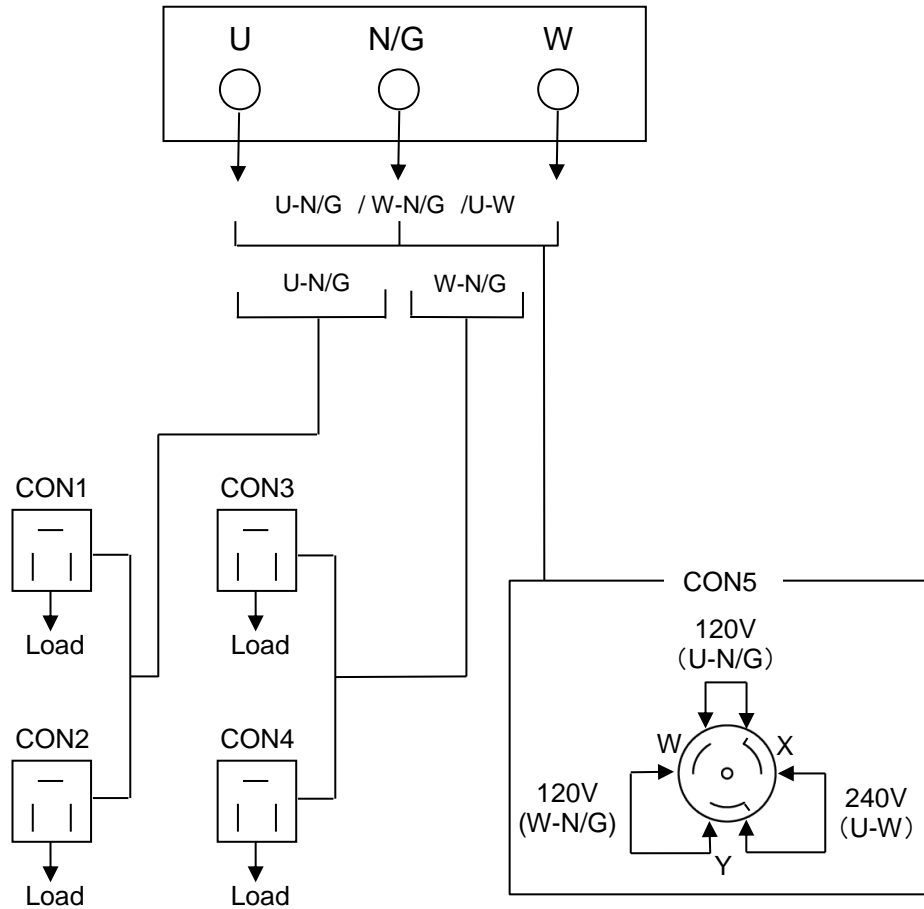 U N/G W
U-N/G / W-N/G /U-W
U-N/G W-N/G
CON1 CON3
Load Load
CON2 CON4
Load Load
CON5
120V
（U-N/G）
W X
120V
(W-N/G)
240V
（U-W）
Y